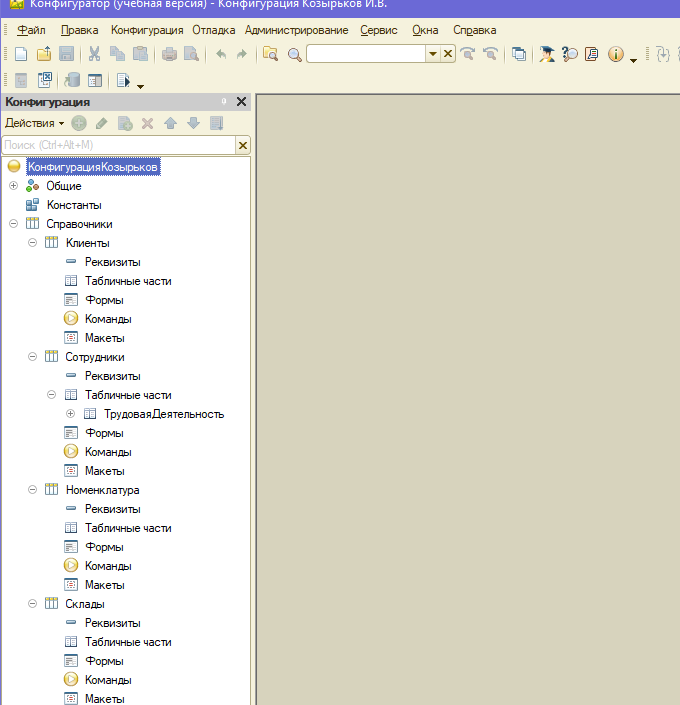 Конфигуратор (учебная версия) - Конфигурация Козырьков И.В.
Файл Правка Конфигурация Отладка Администрирование Сервис Окна Справка
Конфигурация
Действия
Поиск (Ctrl+Alt+M)
КонфигурацияКозырьков
Общие
Константы
Справочники
Клиенты
Реквизиты
Табличные части
Формы
Команды
Макеты
Сотрудники
Реквизиты
Табличные части
ТрудоваяДеятельность
Формы
Команды
Макеты
Номенклатура
Реквизиты
Табличные части
Формы
Команды
Макеты
Склады
Реквизиты
Табличные части
Формы
Команды
Макеты